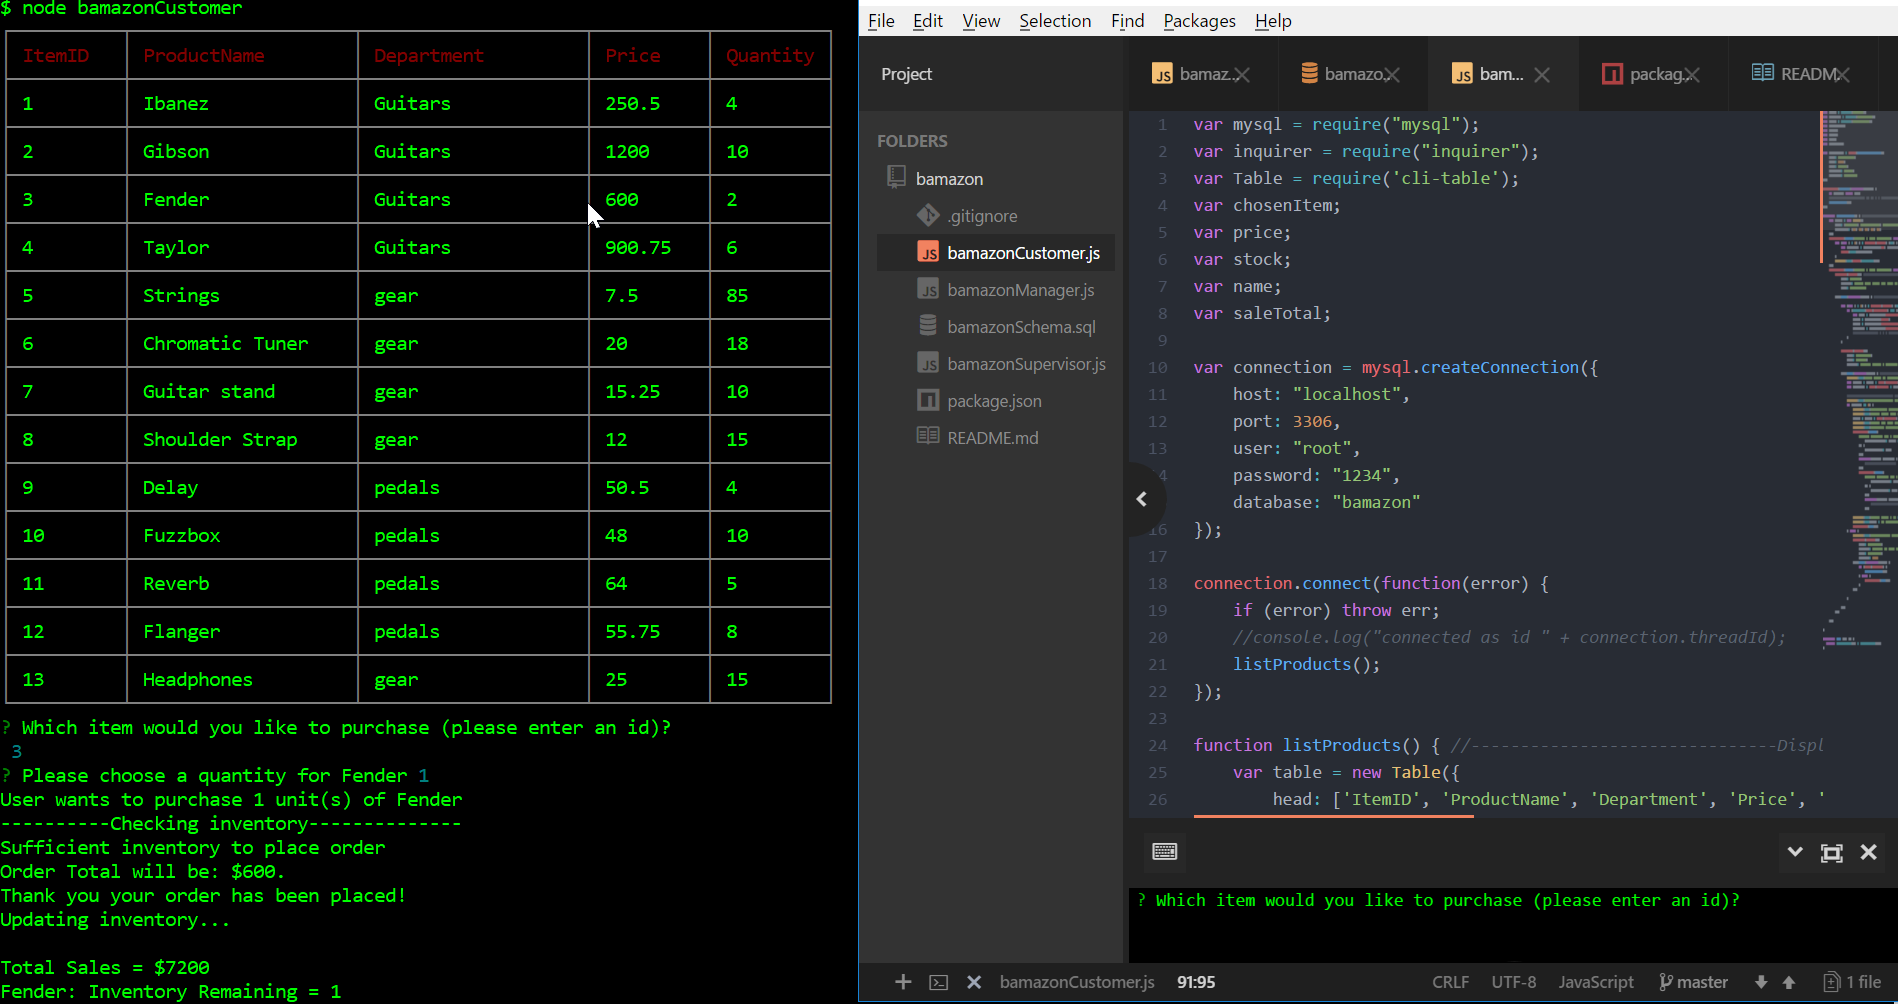 $ node bamazonCustomer
ItemID ProductName Department Price Quantity
1 Ibanez Guitars 250.5 4
2 Gibson Guitars 1200 10
3 Fender Guitars 600 2
4 Taylor Guitars 900.75 6
5 Strings gear 7.5 85
6 Chromatic Tuner gear 20 18
7 Guitar stand gear 15.25 10
8 Shoulder Strap gear 12 15
9 Delay pedals 50.5 4
10 Fuzzbox pedals 48 10
11 Reverb pedals 64 5
12 Flanger pedals 55.75 8
13 Headphones gear 25 15
? Which item would you like to purchase (please enter an id)?
3
? Please choose a quantity for Fender 1
User wants to purchase 1 unit(s) of Fender
----------Checking inventory--------------
Sufficient inventory to place order
Order Total will be: $600.
Thank you your order has been placed!
Updating inventory...
Total Sales = $7200
Fender: Inventory Remaining = 1
File Edit View Selection Find Packages Help
Project
JS bamaz... bamazo... JS bam... packag... READM
FOLDERS
bamazon
.gitignore
JS bamazonCustomer.js
JS bamazonManager.js
bamazonSchema.sql
JS bamazonSupervisor.js
package.json
README.md
1 var mysql = require("mysql");
2 var inquirer = require("inquirer");
3 var Table = require('cli-table');
4 var chosenItem;
5 var price;
6 var stock;
7 var name;
8 var saleTotal;
9
10 var connection = mysql.createConnection({
11 host: "localhost",
12 port: 3306,
13 user: "root",
4 password: "1234",
database: "bamazon"
16 });
17
18 connection.connect(function(error) {
19 if (error) throw err;
20 //console.log("connected as id " + connection.threadId);
21 listProducts();
22 });
23
24 function listProducts() { //-------------------------------Displ
25 var table = new Table({
26 head: ['ItemID', 'ProductName', 'Department', 'Price', '
? Which item would you like to purchase (please enter an id)?
bamazonCustomer.js 91:95 CRLF UTF-8 JavaScript master 1 file